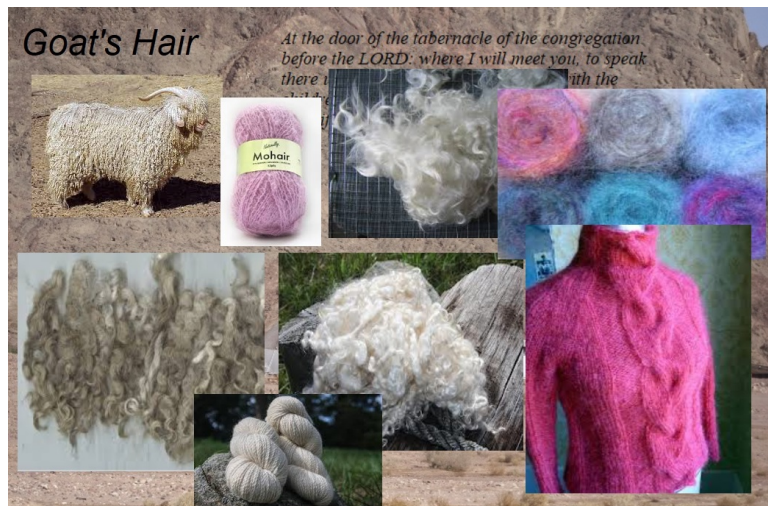 Goat's Hair
At the door of the tabernacle of the congregation
before the LORD: where I will meet you, to speak
there with the
Mohair